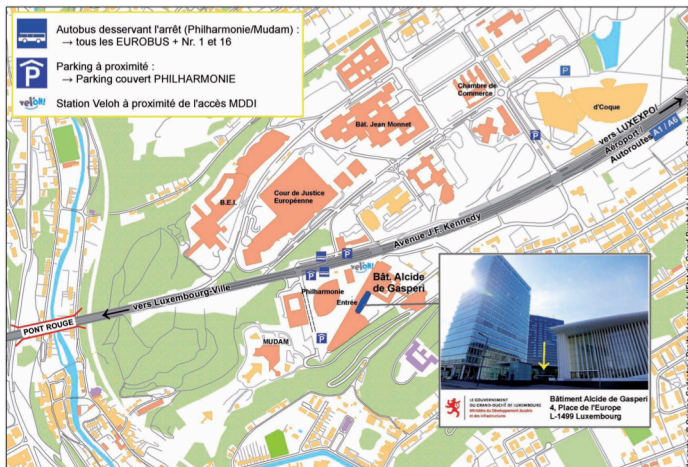 Autobus desservant l'arrêt (Philharmonie/Mudam) :
→ tous les EUROBUS + Nr. 1 et 16
P
Parking à proximité :
→ Parking couvert PHILHARMONIE
veloh!
Station Veloh à proximité de l'accès MDDI
Chambre de
Commerce
P
d'Coque
Bât. Jean Monnet
P
vers LUXEXPO/
Aéroport /
Autoroutes
A1 / A6
B.E.I.
Cour de Justice
Européenne
Avenue J.F. Kennedy
P
P
veloh!
Bât. Alcide
de Gasperi
vers Luxembourg-Ville
Philharmonie
Entrée
PONT ROUGE
P
MUDAM
LE GOUVERNEMENT
DU GRAND-DUCHÉ DE LUXEMBOURG
Ministère du Développement durable
et des Infrastructures
Bâtiment Alcide de Gasperi
4, Place de l'Europe
L-1499 Luxembourg